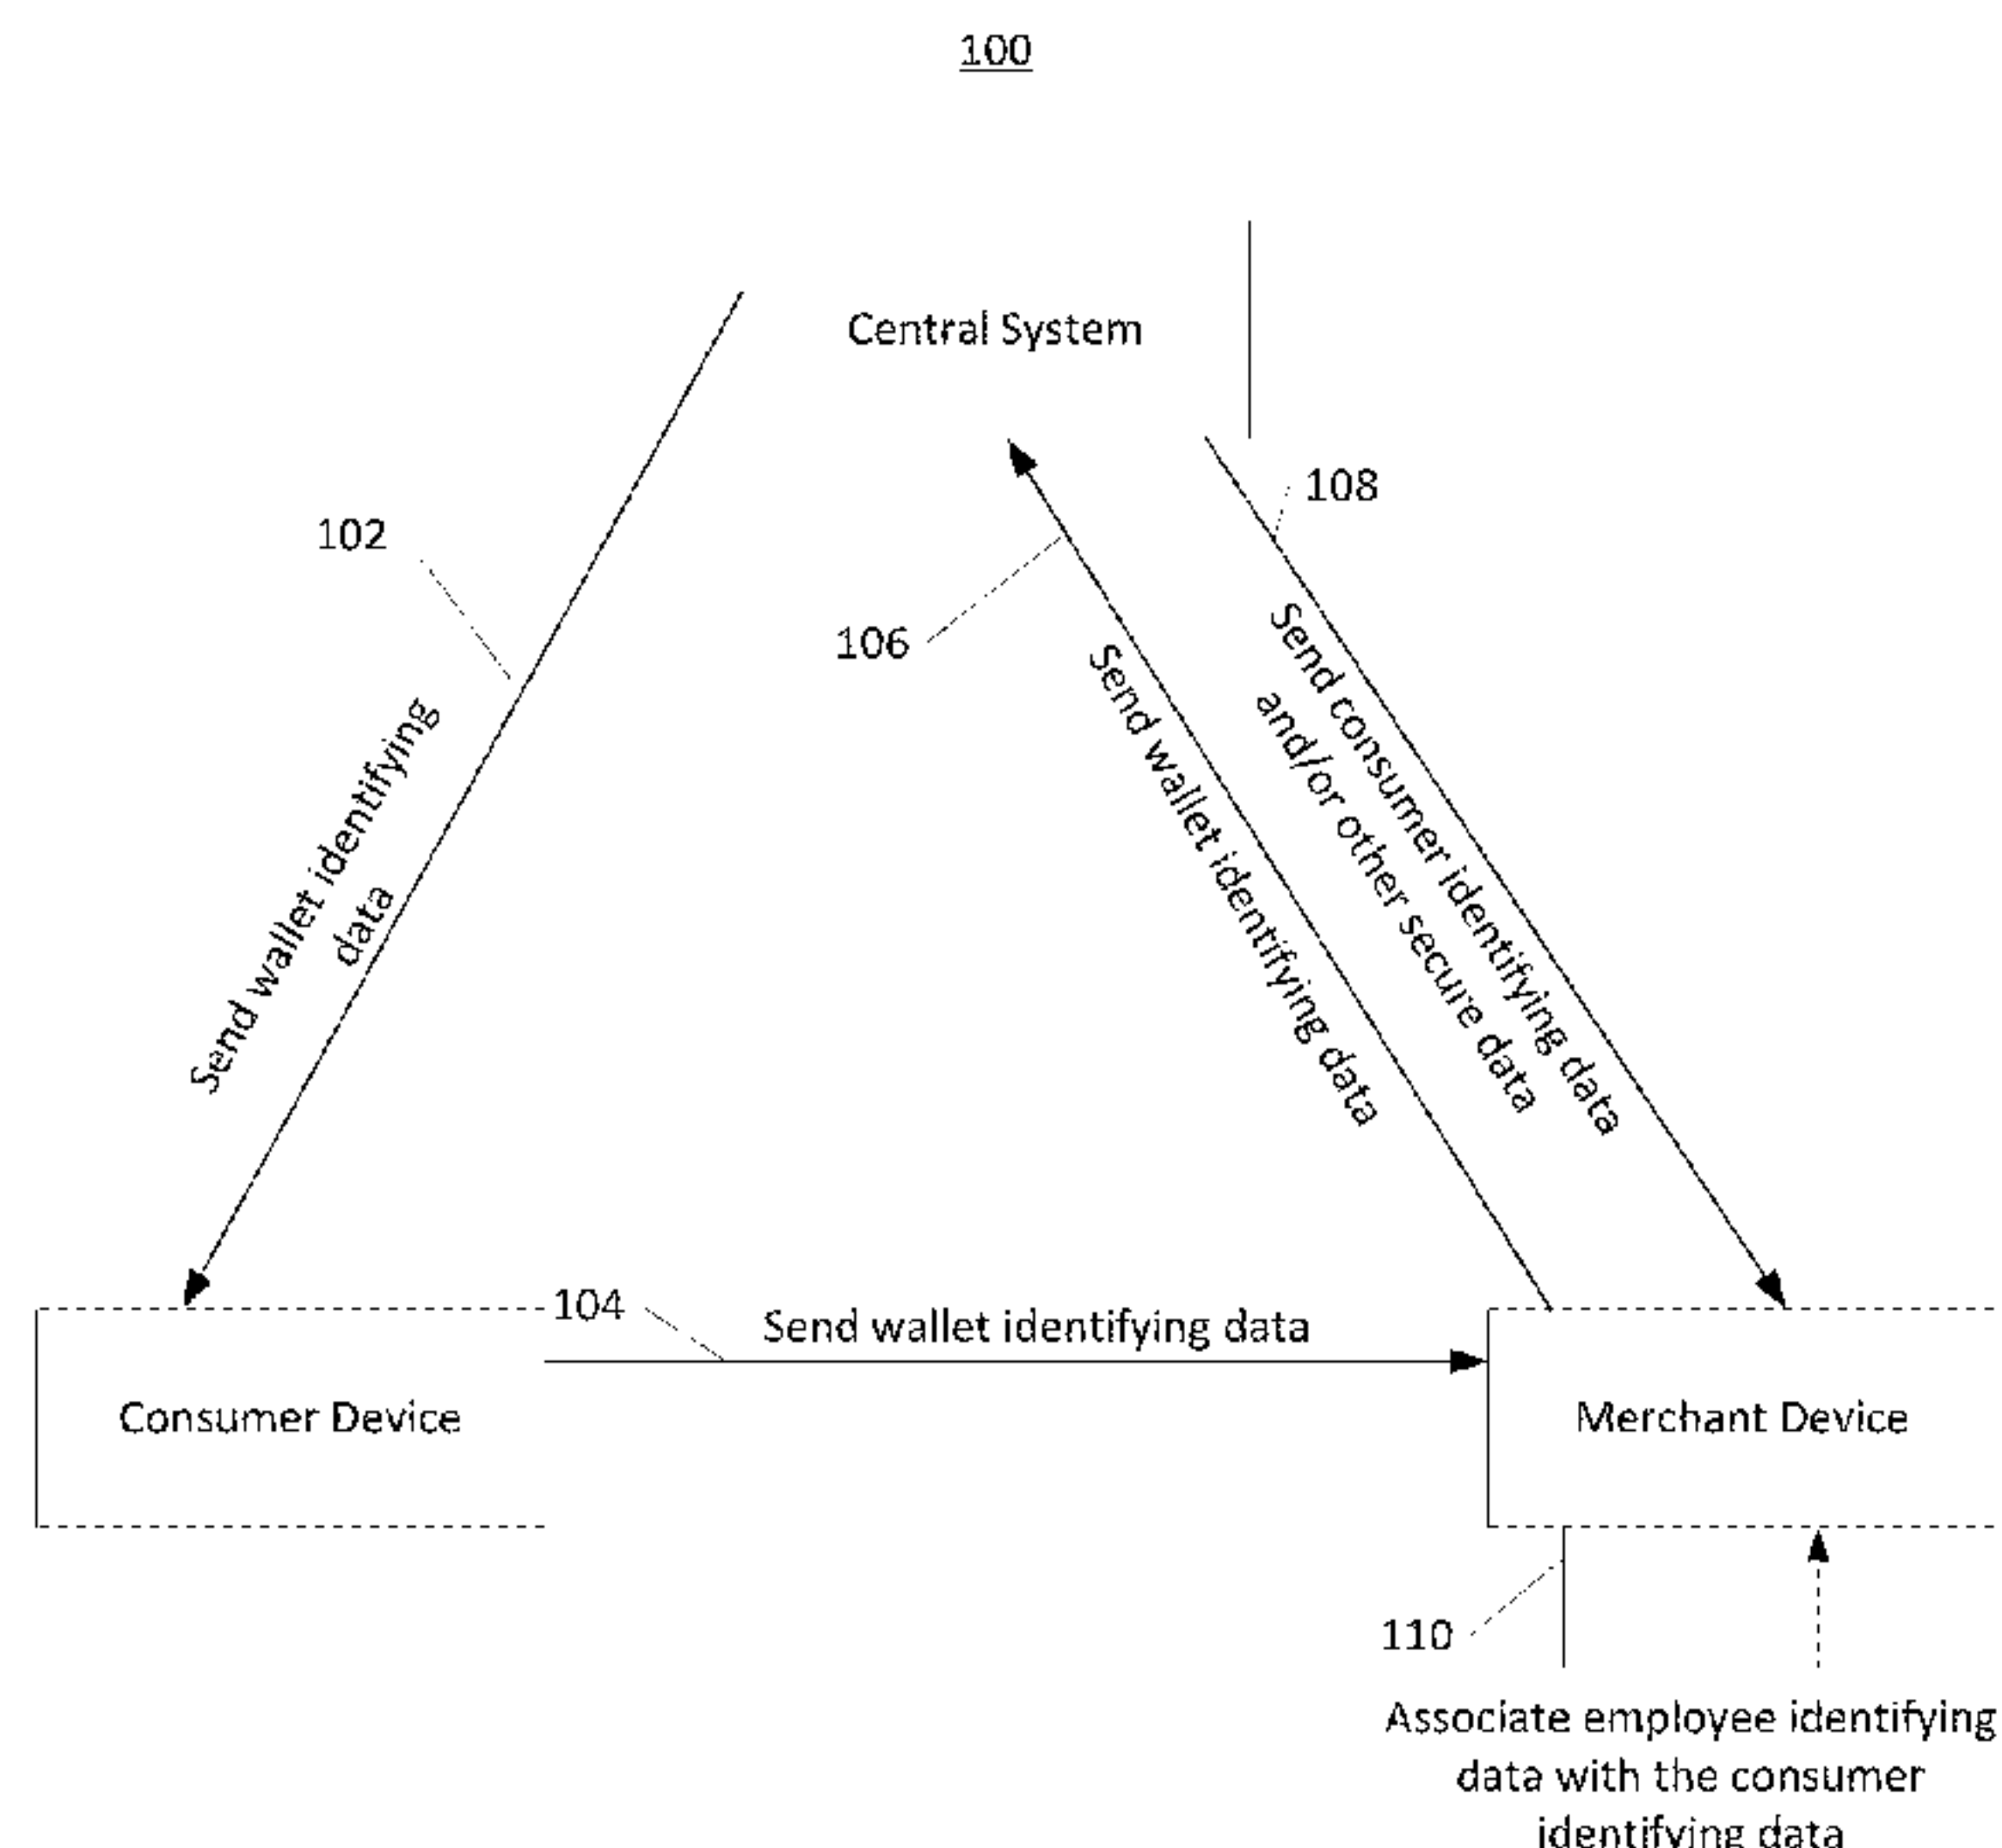 100
Central System
102
108
106
Send wallet identifying
data
Send wallet identifying data
Send consumer identifying data
and/or other secure data
104
Send wallet identifying data
Consumer Device
Merchant Device
110
Associate employee identifying
data with the consumer
identifying data